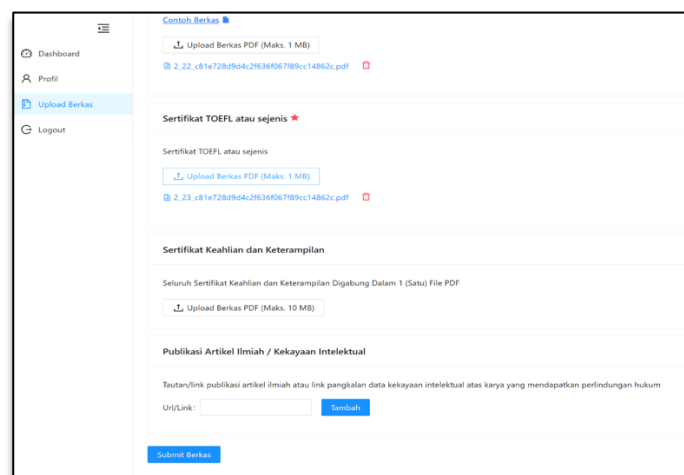 Dashboard
Profil
Upload Berkas
Logout
Contoh Berkas
Upload Berkas PDF (Maks. 1 MB)
2_22_c81e728d9d4c2f636f067f89cc14862c.pdf
Sertifikat TOEFL atau sejenis
Sertifikat TOEFL atau sejenis
Upload Berkas PDF (Maks. 1 MB)
2_23_c81e728d9d4c2f636f067f89cc14862c.pdf
Sertifikat Keahlian dan Keterampilan
Seluruh Sertifikat Keahlian dan Keterampilan Digabung Dalam 1 (Satu) File PDF
Upload Berkas PDF (Maks. 10 MB)
Publikasi Artikel Ilmiah / Kekayaan Intelektual
Tautan/link publikasi artikel ilmiah atau link pangkalan data kekayaan intelektual atas karya yang mendapatkan perlindungan hukum
Url/Link:
Tambah
Submit Berkas